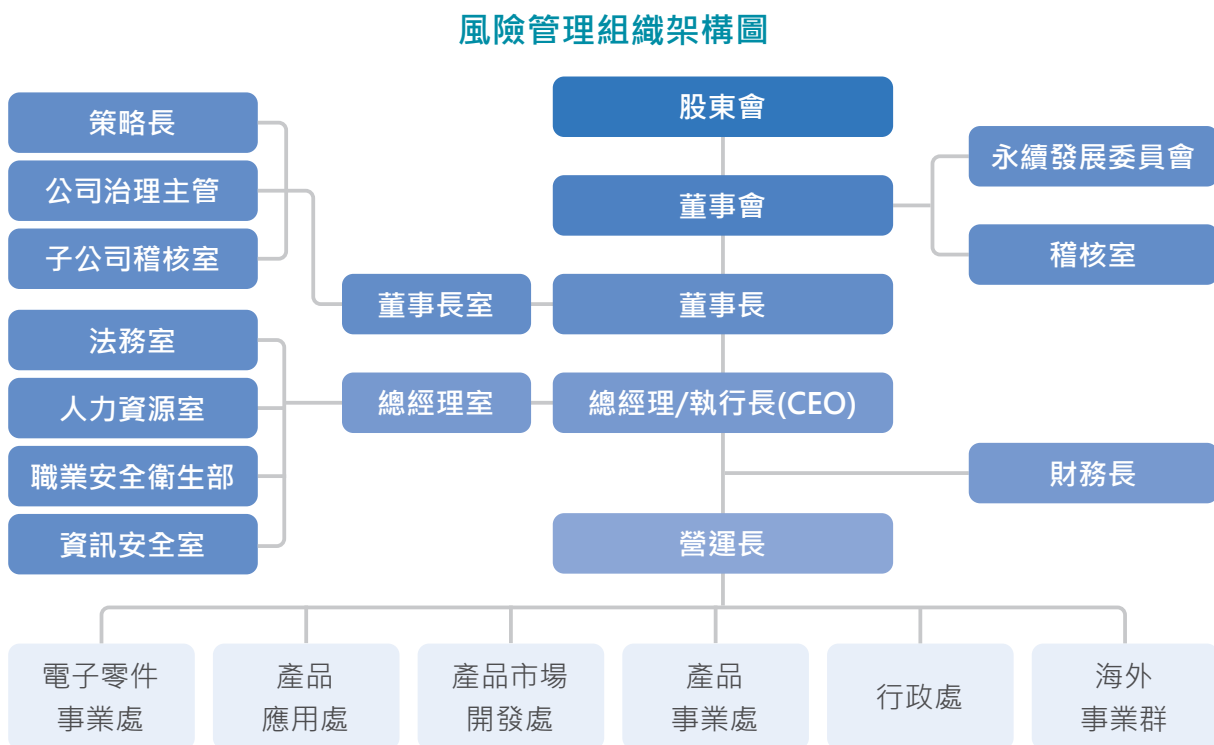 風險管理組織架構圖
策略長
公司治理主管
子公司稽核室
法務室
人力資源室
職業安全衛生部
資訊安全室
董事長室
總經理室
股東會
董事會
董事長
總經理/執行長(CEO)
營運長
永續發展委員會
稽核室
財務長
電子零件
事業處
產品
應用處
產品市場
開發處
產品
事業處
行政處
海外
事業群